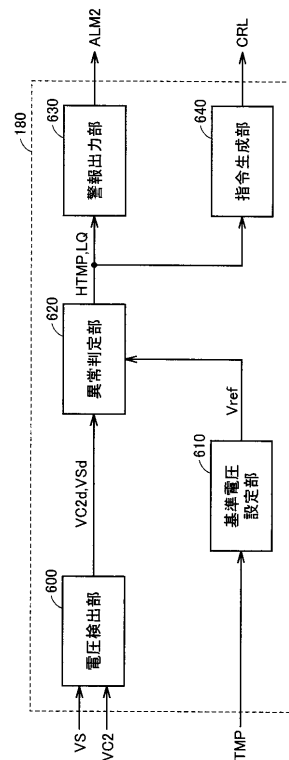 180
VS
VC2
600
電圧検出部
VC2d,VSd
620
異常判定部
HTMP,LQ
630
警報出力部
ALM2
TMP
610
基準電圧
設定部
Vref
640
指令生成部
CRL